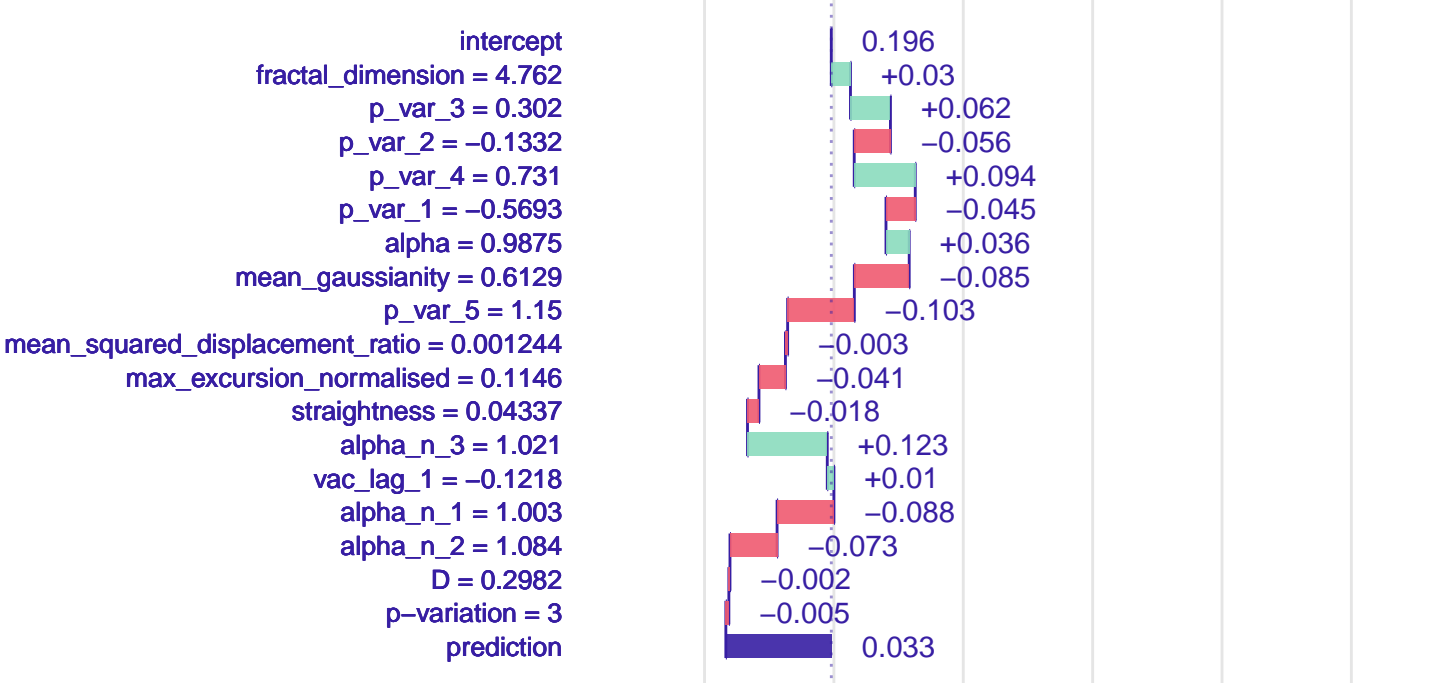 intercept 0.196
fractal_dimension = 4.762 +0.03
p_var_3 = 0.302 +0.062
p_var_2 = −0.1332 −0.056
p_var_4 = 0.731 +0.094
p_var_1 = −0.5693 −0.045
alpha = 0.9875 +0.036
mean_gaussianity = 0.6129 −0.085
p_var_5 = 1.15 −0.103
mean_squared_displacement_ratio = 0.001244 −0.003
max_excursion_normalised = 0.1146 −0.041
straightness = 0.04337 −0.018
alpha_n_3 = 1.021 +0.123
vac_lag_1 = −0.1218 +0.01
alpha_n_1 = 1.003 −0.088
alpha_n_2 = 1.084 −0.073
D = 0.2982 −0.002
p−variation = 3 −0.005
prediction 0.033